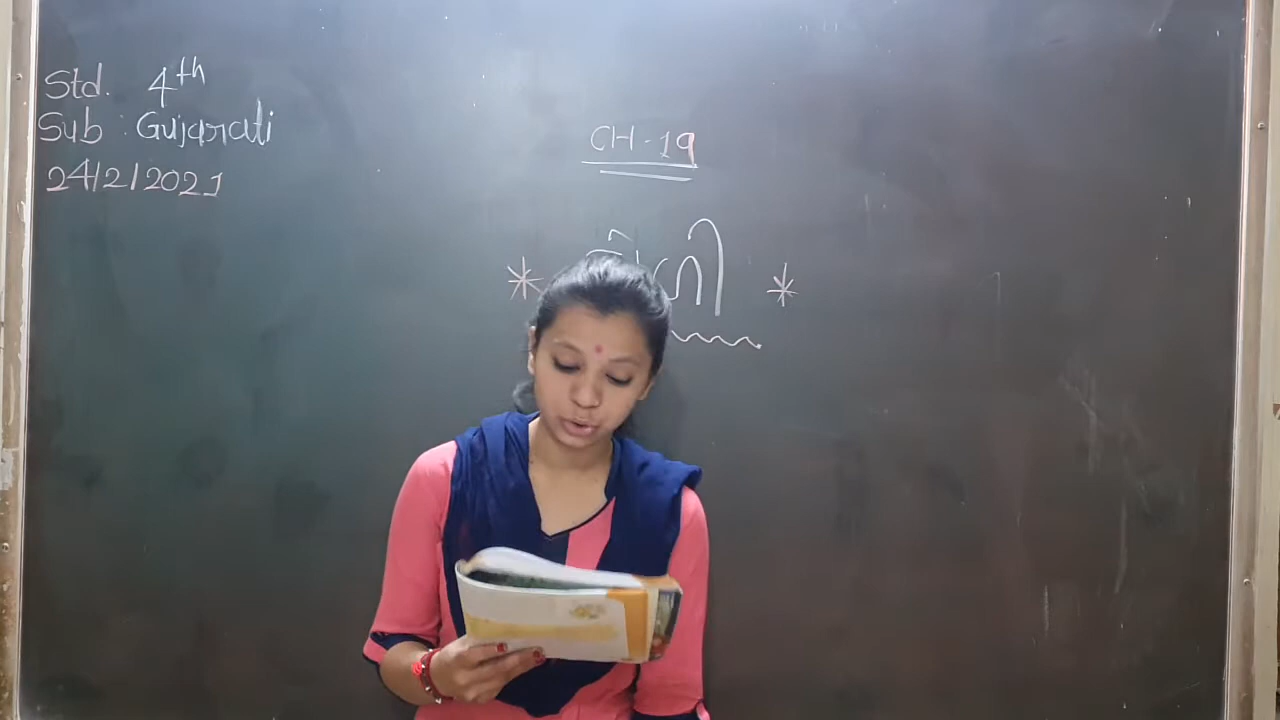 Std. 4th
Sub : Gujarati
24/2/2021
CH-19
* *